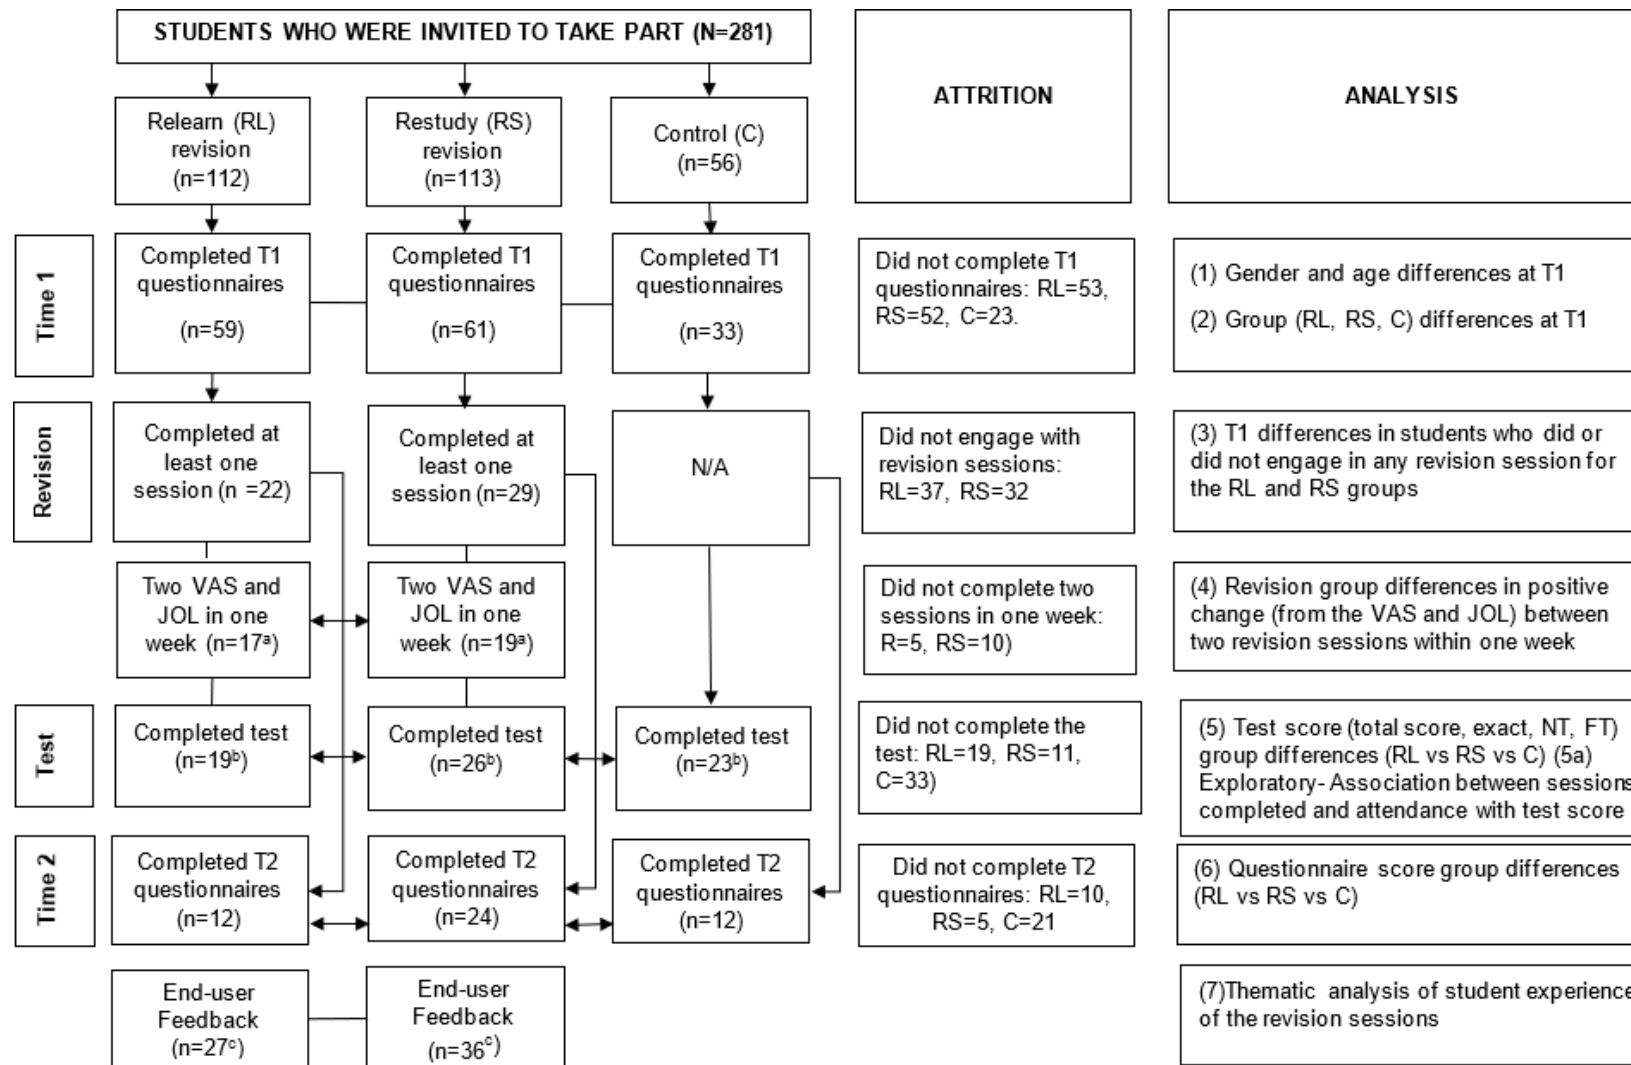 STUDENTS WHO WERE INVITED TO TAKE PART (N=281)
ATTRITION
ANALYSIS
Relearn (RL)
revision
(n=112)
Restudy (RS)
revision
(n=113)
Control (C)
(n=56)
Time 1
Completed T1
questionnaires
(n=59)
Completed T1
questionnaires
(n=61)
Completed T1
questionnaires
(n=33)
Did not complete T1
questionnaires: RL=53,
RS=52, C=23.
(1) Gender and age differences at T1
(2) Group (RL, RS, C) differences at T1
Revision
Completed at
least one
session (n =22)
Completed at
least one
session (n=29)
N/A
Did not engage with
revision sessions:
RL=37, RS=32
(3) T1 differences in students who did or
did not engage in any revision session for
the RL and RS groups
Two VAS and
JOL in one
week (n=17ᵃ)
Two VAS and
JOL in one
week (n=19ᵃ)
Did not complete two
sessions in one week:
R=5, RS=10)
(4) Revision group differences in positive
change (from the VAS and JOL) between
two revision sessions within one week
Test
Completed test
(n=19ᵇ)
Completed test
(n=26ᵇ)
Completed test
(n=23ᵇ)
Did not complete the
test: RL=19, RS=11,
C=33)
(5) Test score (total score, exact, NT, FT)
group differences (RL vs RS vs C) (5a)
Exploratory- Association between sessions
completed and attendance with test score
Time 2
Completed T2
questionnaires
(n=12)
Completed T2
questionnaires
(n=24)
Completed T2
questionnaires
(n=12)
Did not complete T2
questionnaires: RL=10,
RS=5, C=21
(6) Questionnaire score group differences
(RL vs RS vs C)
End-user
Feedback
(n=27ᶜ)
End-user
Feedback
(n=36ᶜ)
(7)Thematic analysis of student experience
of the revision sessions